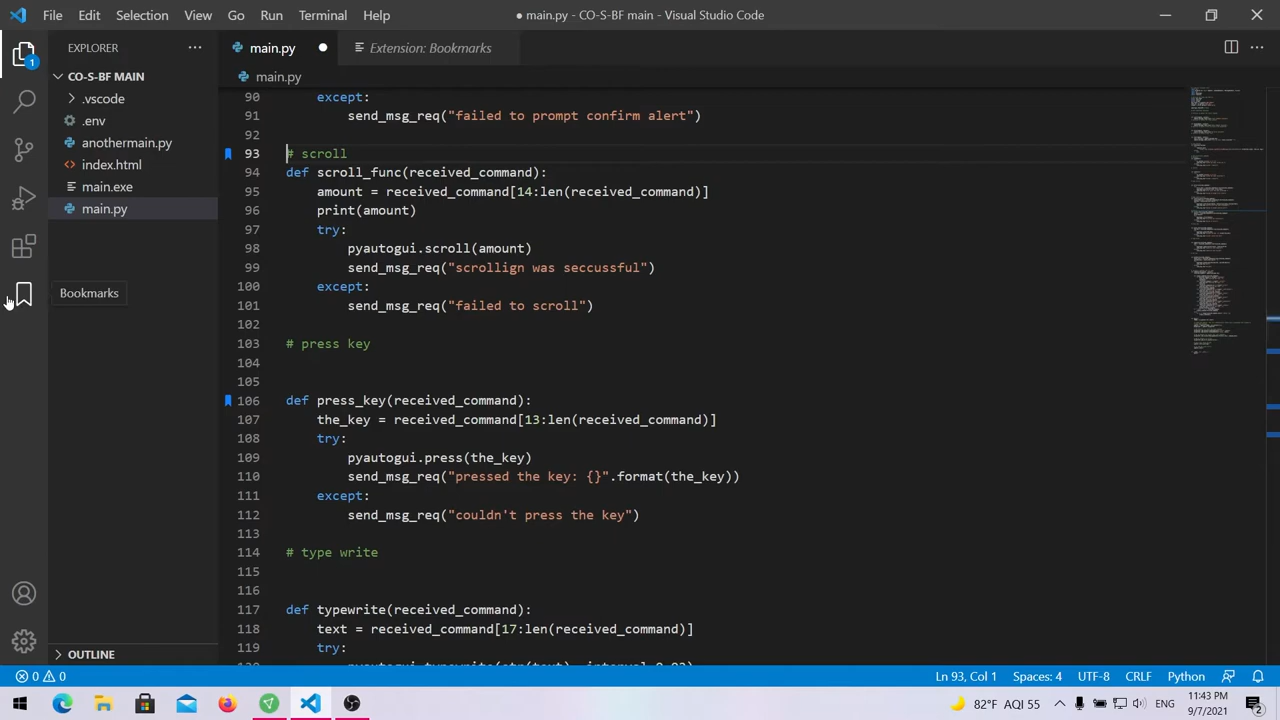 File Edit Selection View Go Run Terminal Help
● main.py - CO-S-BF main - Visual Studio Code
EXPLORER
main.py
Extension: Bookmarks
CO-S-BF MAIN
main.py
.vscode
.env
anothermain.py
index.html
main.exe
main.py
Bookmarks
1
90 except:
91 send_msg_req("failed to prompt confirm box")
92
93 # scroll
94 def scroll_f(received_command):
95 amount = received_command[14:len(received_command)]
96 print(amount)
97 try:
98 pyautogui.scroll(amount)
99 send_msg_req("scroll was succesful")
100 except:
101 send_msg_req("failed to scroll")
102
103 # press key
104
105
106 def press_key(received_command):
107 the_key = received_command[13:len(received_command)]
108 try:
109 pyautogui.press(the_key)
110 send_msg_req("pressed the key: {}".format(the_key))
111 except:
112 send_msg_req("couldn't press the key")
113
114 # type write
115
116
117 def typewrite(received_command):
118 text = received_command[17:len(received_command)]
119 try:
OUTLINE
0 0
Ln 93, Col 1 Spaces: 4 UTF-8 CRLF Python
82°F AQI 55 ENG
11:43 PM
9/7/2021
2